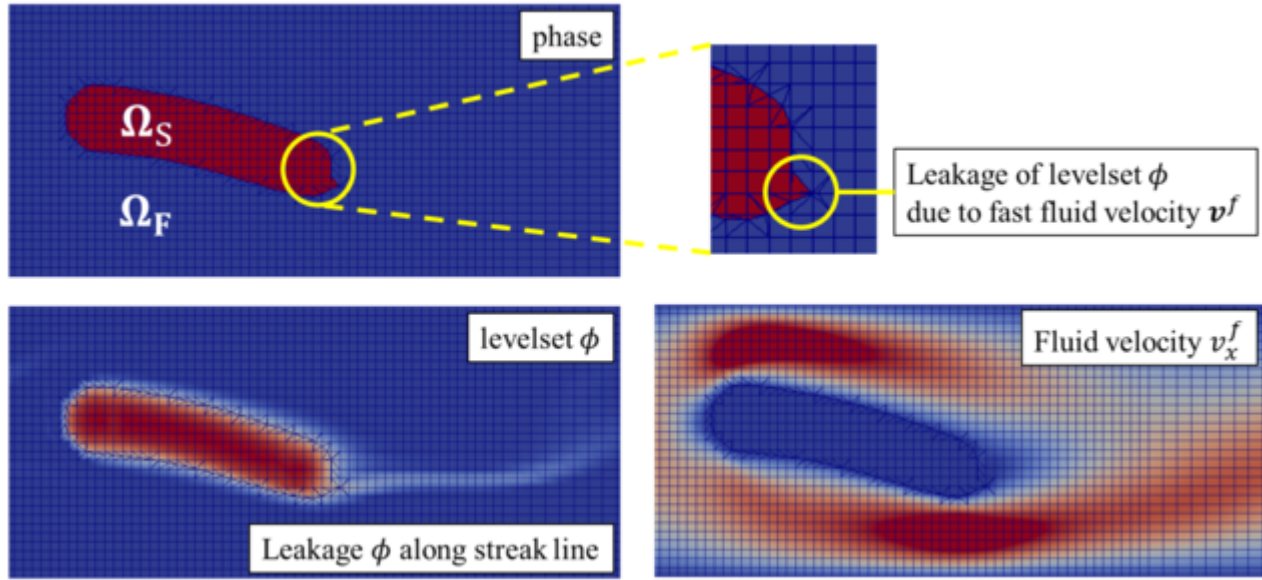 phase
Ω_S
Ω_F
Leakage of levelset ϕ
due to fast fluid velocity 𝒗^f
levelset ϕ
Leakage ϕ along streak line
Fluid velocity v_x^f